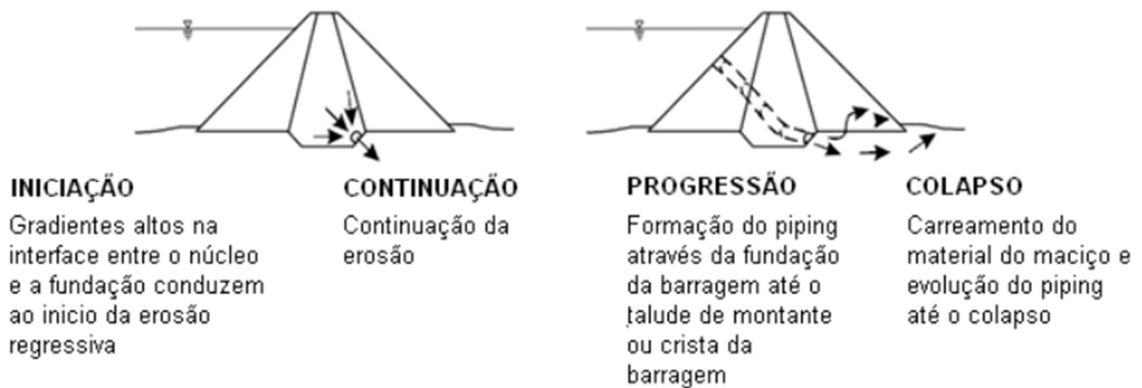 INICIAÇÃO
Gradientes altos na
interface entre o núcleo
e a fundação conduzem
ao inicio da erosão
regressiva
CONTINUAÇÃO
Continuação da
erosão
PROGRESSÃO
Formação do piping
através da fundação
da barragem até o
talude de montante
ou crista da
barragem
COLAPSO
Carreamento do
material do maciço e
evolução do piping
até o colapso